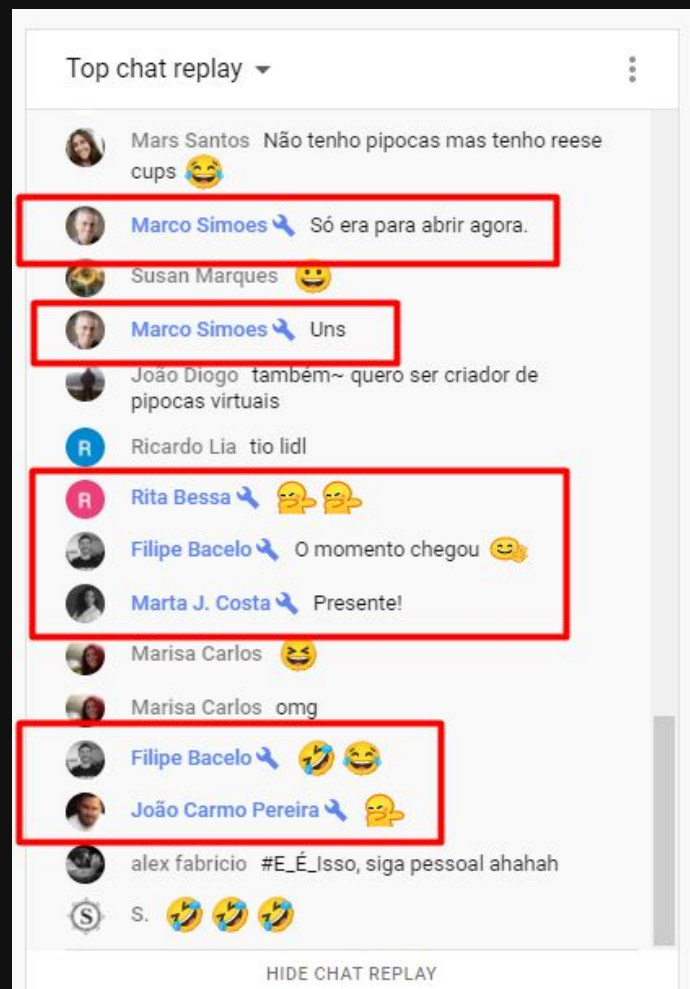 Top chat replay
Mars Santos Não tenho pipocas mas tenho reese
cups 😂
Marco Simoes Só era para abrir agora.
Susan Marques 😀
Marco Simoes Uns
João Diogo também~ quero ser criador de
pipocas virtuais
R Ricardo Lia tio lidl
R Rita Bessa
Filipe Bacelo O momento chegou
Marta J. Costa Presente!
Marisa Carlos 😆
Marisa Carlos omg
Filipe Bacelo 🤣 😂
João Carmo Pereira
alex fabricio #E_É_Isso, siga pessoal ahahah
S S. 🤣 🤣 🤣
HIDE CHAT REPLAY